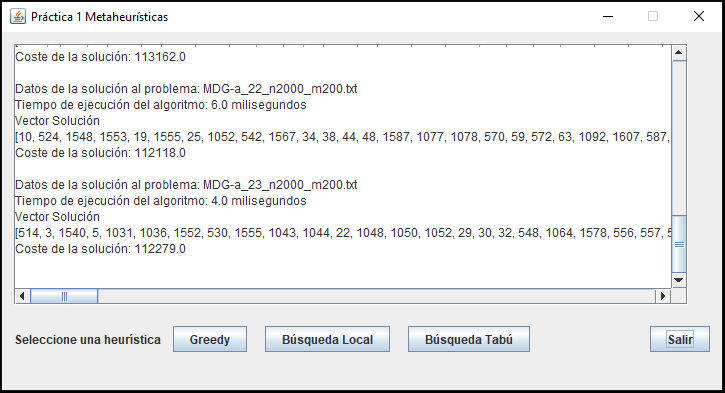 Práctica 1 Metaheurísticas
Coste de la solución: 113162.0
Datos de la solución al problema: MDG-a_22_n2000_m200.txt
Tiempo de ejecución del algoritmo: 6.0 milisegundos
Vector Solución
[10, 524, 1548, 1553, 19, 1555, 25, 1052, 542, 1567, 34, 38, 44, 48, 1587, 1077, 1078, 570, 59, 572, 63, 1092, 1607, 587,
Coste de la solución: 112118.0
Datos de la solución al problema: MDG-a_23_n2000_m200.txt
Tiempo de ejecución del algoritmo: 4.0 milisegundos
Vector Solución
[514, 3, 1540, 5, 1031, 1036, 1552, 530, 1555, 1043, 1044, 22, 1048, 1050, 1052, 29, 30, 32, 548, 1064, 1578, 556, 557,
Coste de la solución: 112279.0
Seleccione una heurística
Greedy
Búsqueda Local
Búsqueda Tabú
Salir